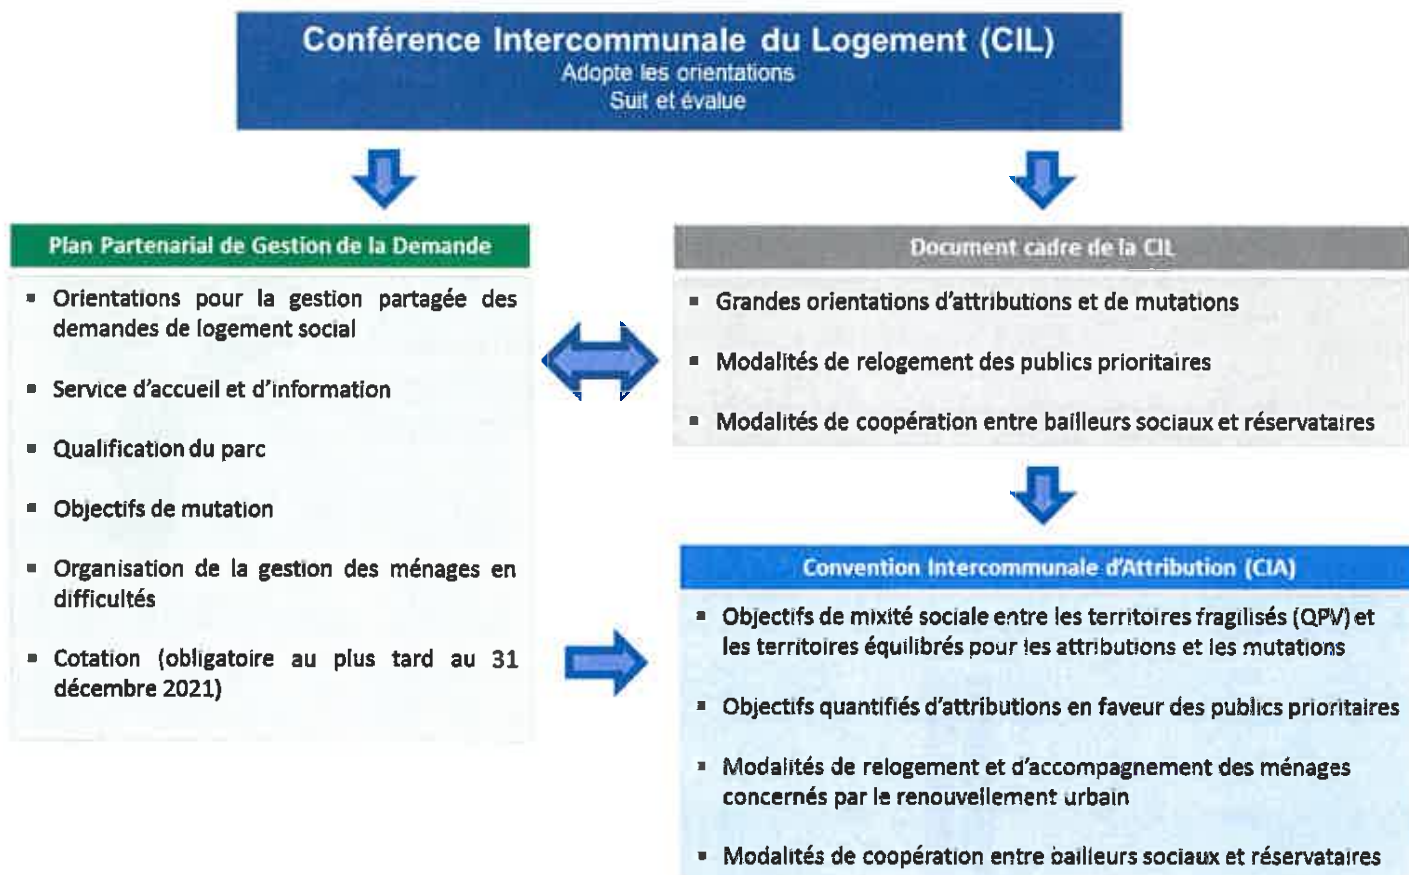 Conférence Intercommunale du Logement (CIL)
Adopte les orientations
Suit et évalue
Plan Partenarial de Gestion de la Demande
▪ Orientations pour la gestion partagée des
demandes de logement social
▪ Service d'accueil et d'information
▪ Qualification du parc
▪ Objectifs de mutation
▪ Organisation de la gestion des ménages en
difficultés
▪ Cotation (obligatoire au plus tard au 31
décembre 2021)
Document cadre de la CIL
▪ Grandes orientations d'attributions et de mutations
▪ Modalités de relogement des publics prioritaires
▪ Modalités de coopération entre bailleurs sociaux et réservataires
Convention Intercommunale d'Attribution (CIA)
▪ Objectifs de mixité sociale entre les territoires fragilisés (QPV) et
les territoires équilibrés pour les attributions et les mutations
▪ Objectifs quantifiés d'attributions en faveur des publics prioritaires
▪ Modalités de relogement et d'accompagnement des ménages
concernés par le renouvellement urbain
▪ Modalités de coopération entre bailleurs sociaux et réservataires